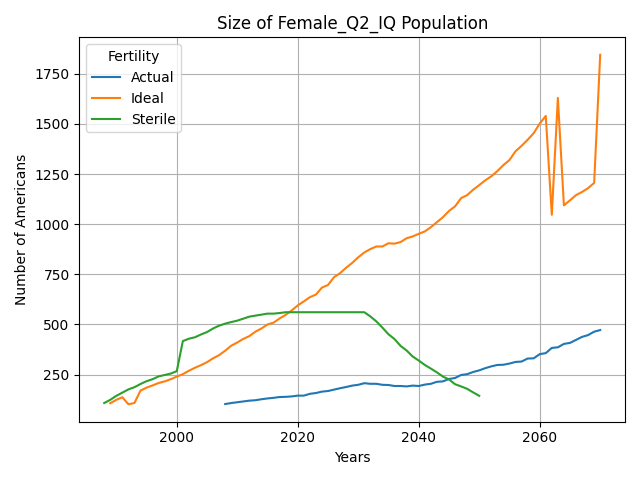 Size of Female_Q2_IQ Population
Fertility
Actual
Ideal
Sterile
Number of Americans
1750
1500
1250
1000
750
500
250
2000
2020
2040
2060
Years